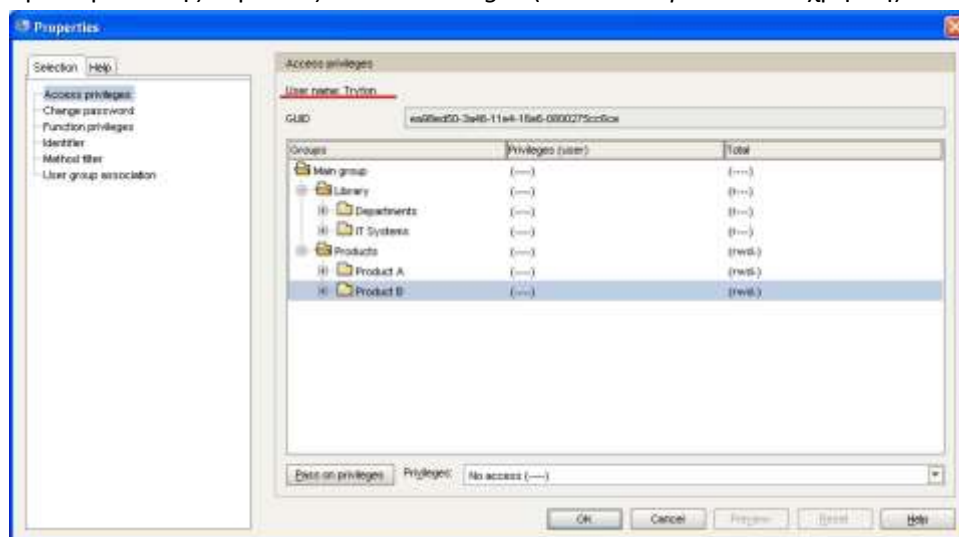 Properties
Selection Help
Access privileges
Change password
Function privileges
Identifier
Method filter
User group association
Access privileges
User name: Tryton
GUID
Groups Privileges (user) Total
Main group (----) (----)
Library (----) (r---)
Departments (----) (r---)
IT Systems (----) (r---)
Products (----) (rwd-)
Product A (----) (rwd-)
Product B (----) (rwd-)
Pass on privileges Privileges: No access (----)
OK Cancel Preview Reset Help